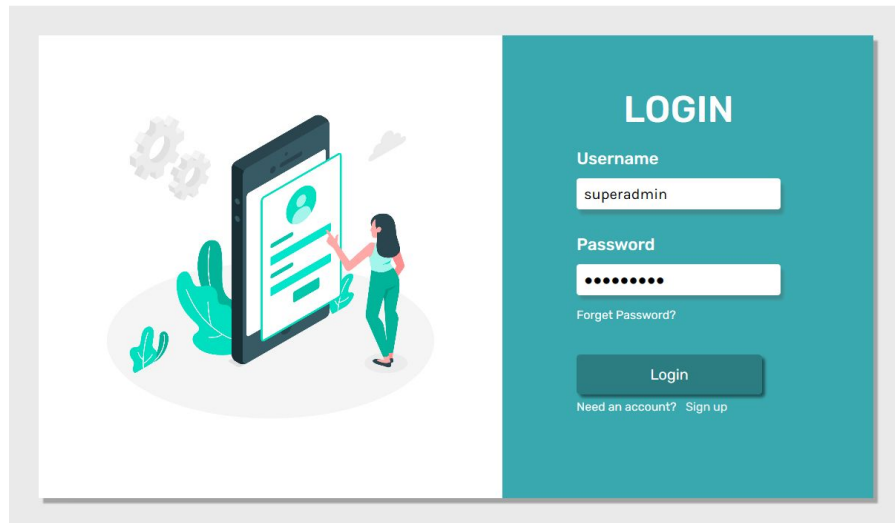 LOGIN
Username
superadmin
Password
●●●●●●●●●
Forget Password?
Login
Need an account? Sign up